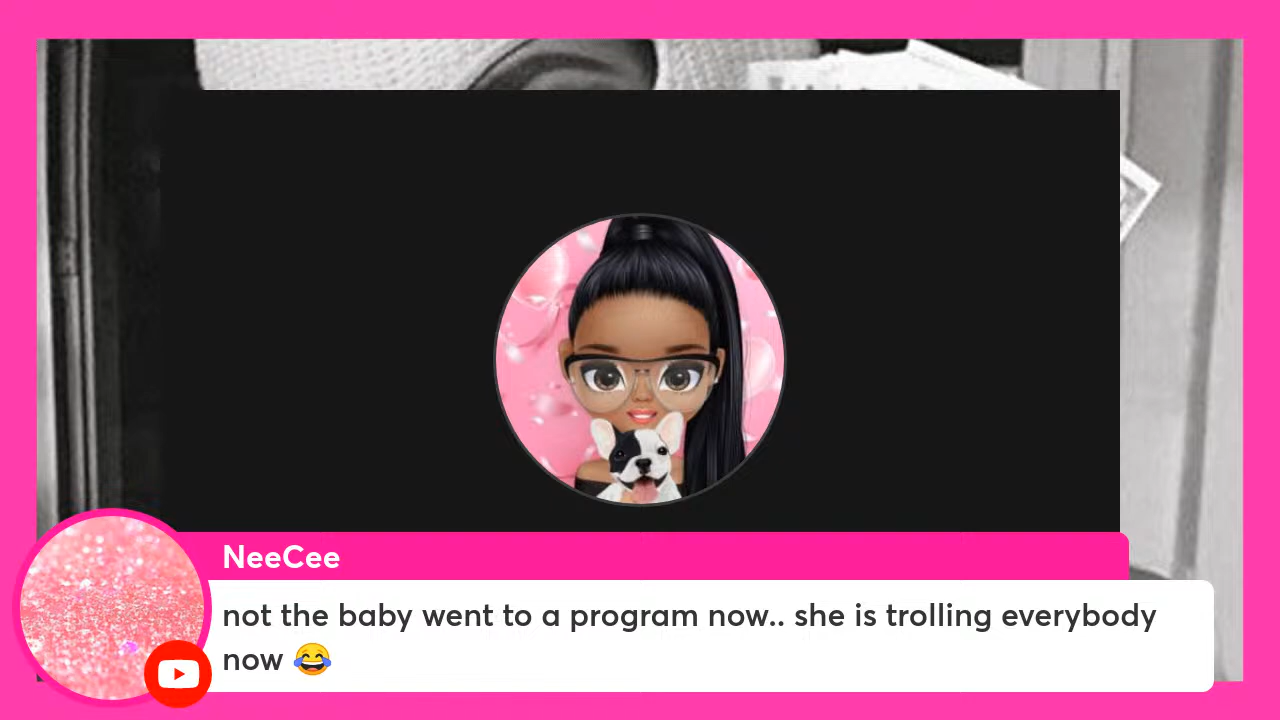 NeeCee
not the baby went to a program now.. she is trolling everybody
now 😂